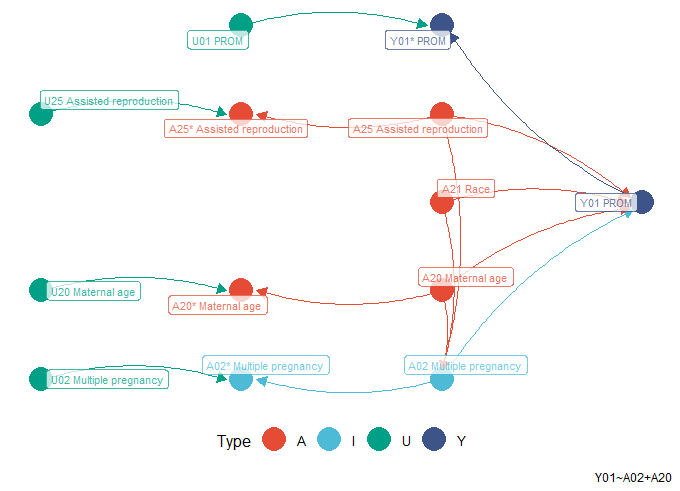 U01 PROM
Y01* PROM
U25 Assisted reproduction
A25* Assisted reproduction
A25 Assisted reproduction
A21 Race
Y01 PROM
U20 Maternal age
A20* Maternal age
A20 Maternal age
U02 Multiple pregnancy
A02* Multiple pregnancy
A02 Multiple pregnancy
Type A I U Y
Y01~A02+A20